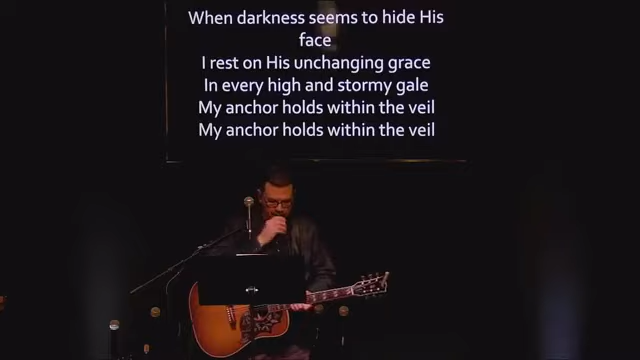 When darkness seems to hide His
face
I rest on His unchanging grace
In every high and stormy gale
My anchor holds within the veil
My anchor holds within the veil